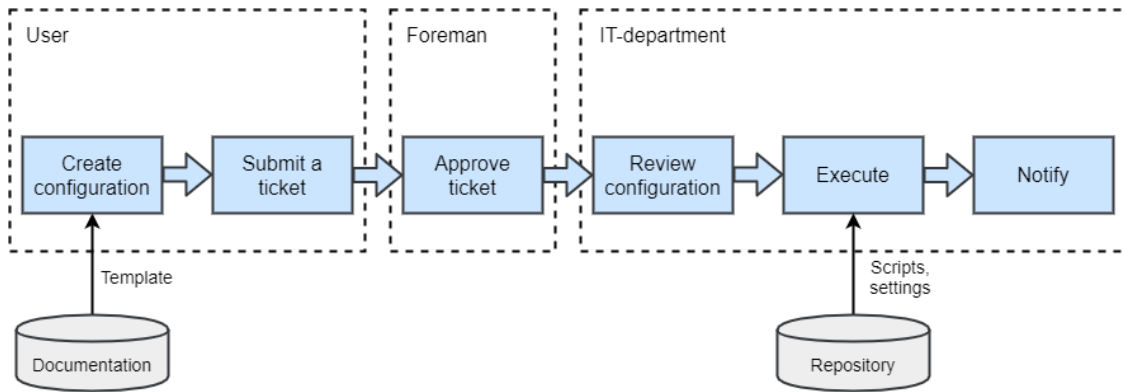 User
Foreman
IT-department
Create
configuration
Submit a
ticket
Approve
ticket
Review
configuration
Execute
Notify
Template
Scripts,
settings
Documentation
Repository